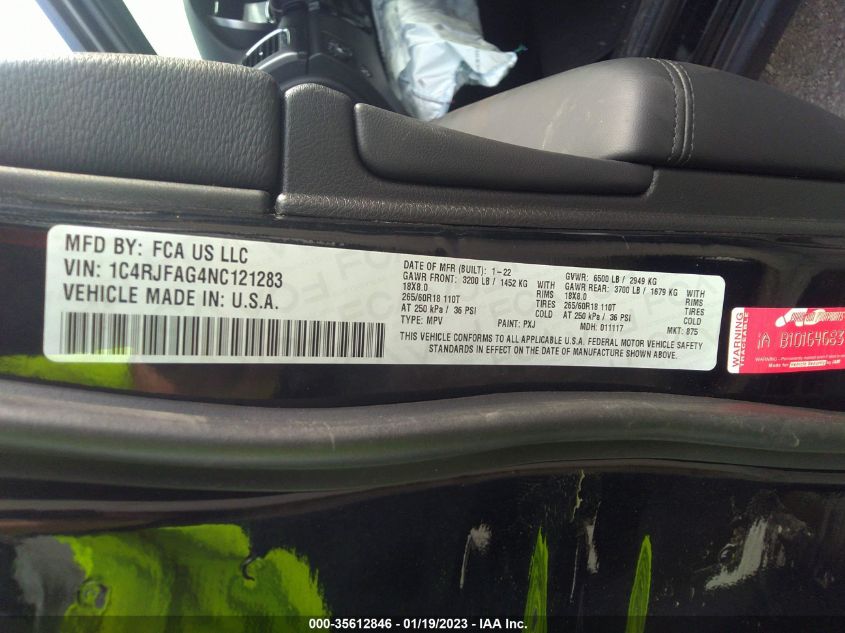 MFD BY: FCA US LLC
VIN: 1C4RJFAG4NC121283
VEHICLE MADE IN: U.S.A.
DATE OF MFR (BUILT): 1-22
GAWR FRONT: 3200 LB / 1452 KG WITH
18X8.0 RIMS
265/60R18 110T TIRES
AT 250 kPa / 36 PSI COLD
TYPE: MPV PAINT: PXJ
GVWR: 6500 LB / 2949 KG
GAWR REAR: 3700 LB / 1679 KG WITH
18X8.0 RIMS
265/60R18 110T TIRES
AT 250 kPa / 36 PSI COLD
MDH: 011117 MKT: 875
THIS VEHICLE CONFORMS TO ALL APPLICABLE U.S.A. FEDERAL MOTOR VEHICLE SAFETY
STANDARDS IN EFFECT ON THE DATE OF MANUFACTURE SHOWN ABOVE.
WARNING
TRACEABLE
1A B10164683
000-35612846 / 01/19/2023 / IAA Inc.